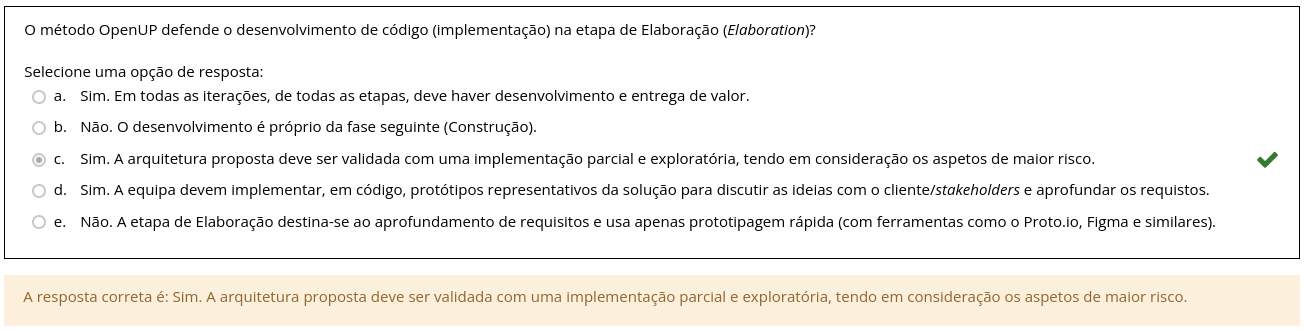 O método OpenUP defende o desenvolvimento de código (implementação) na etapa de Elaboração (Elaboration)?
Selecione uma opção de resposta:
a. Sim. Em todas as iterações, de todas as etapas, deve haver desenvolvimento e entrega de valor.
b. Não. O desenvolvimento é próprio da fase seguinte (Construção).
c. Sim. A arquitetura proposta deve ser validada com uma implementação parcial e exploratória, tendo em consideração os aspetos de maior risco.
d. Sim. A equipa devem implementar, em código, protótipos representativos da solução para discutir as ideias com o cliente/stakeholders e aprofundar os requistos.
e. Não. A etapa de Elaboração destina-se ao aprofundamento de requisitos e usa apenas prototipagem rápida (com ferramentas como o Proto.io, Figma e similares).
A resposta correta é: Sim. A arquitetura proposta deve ser validada com uma implementação parcial e exploratória, tendo em consideração os aspetos de maior risco.